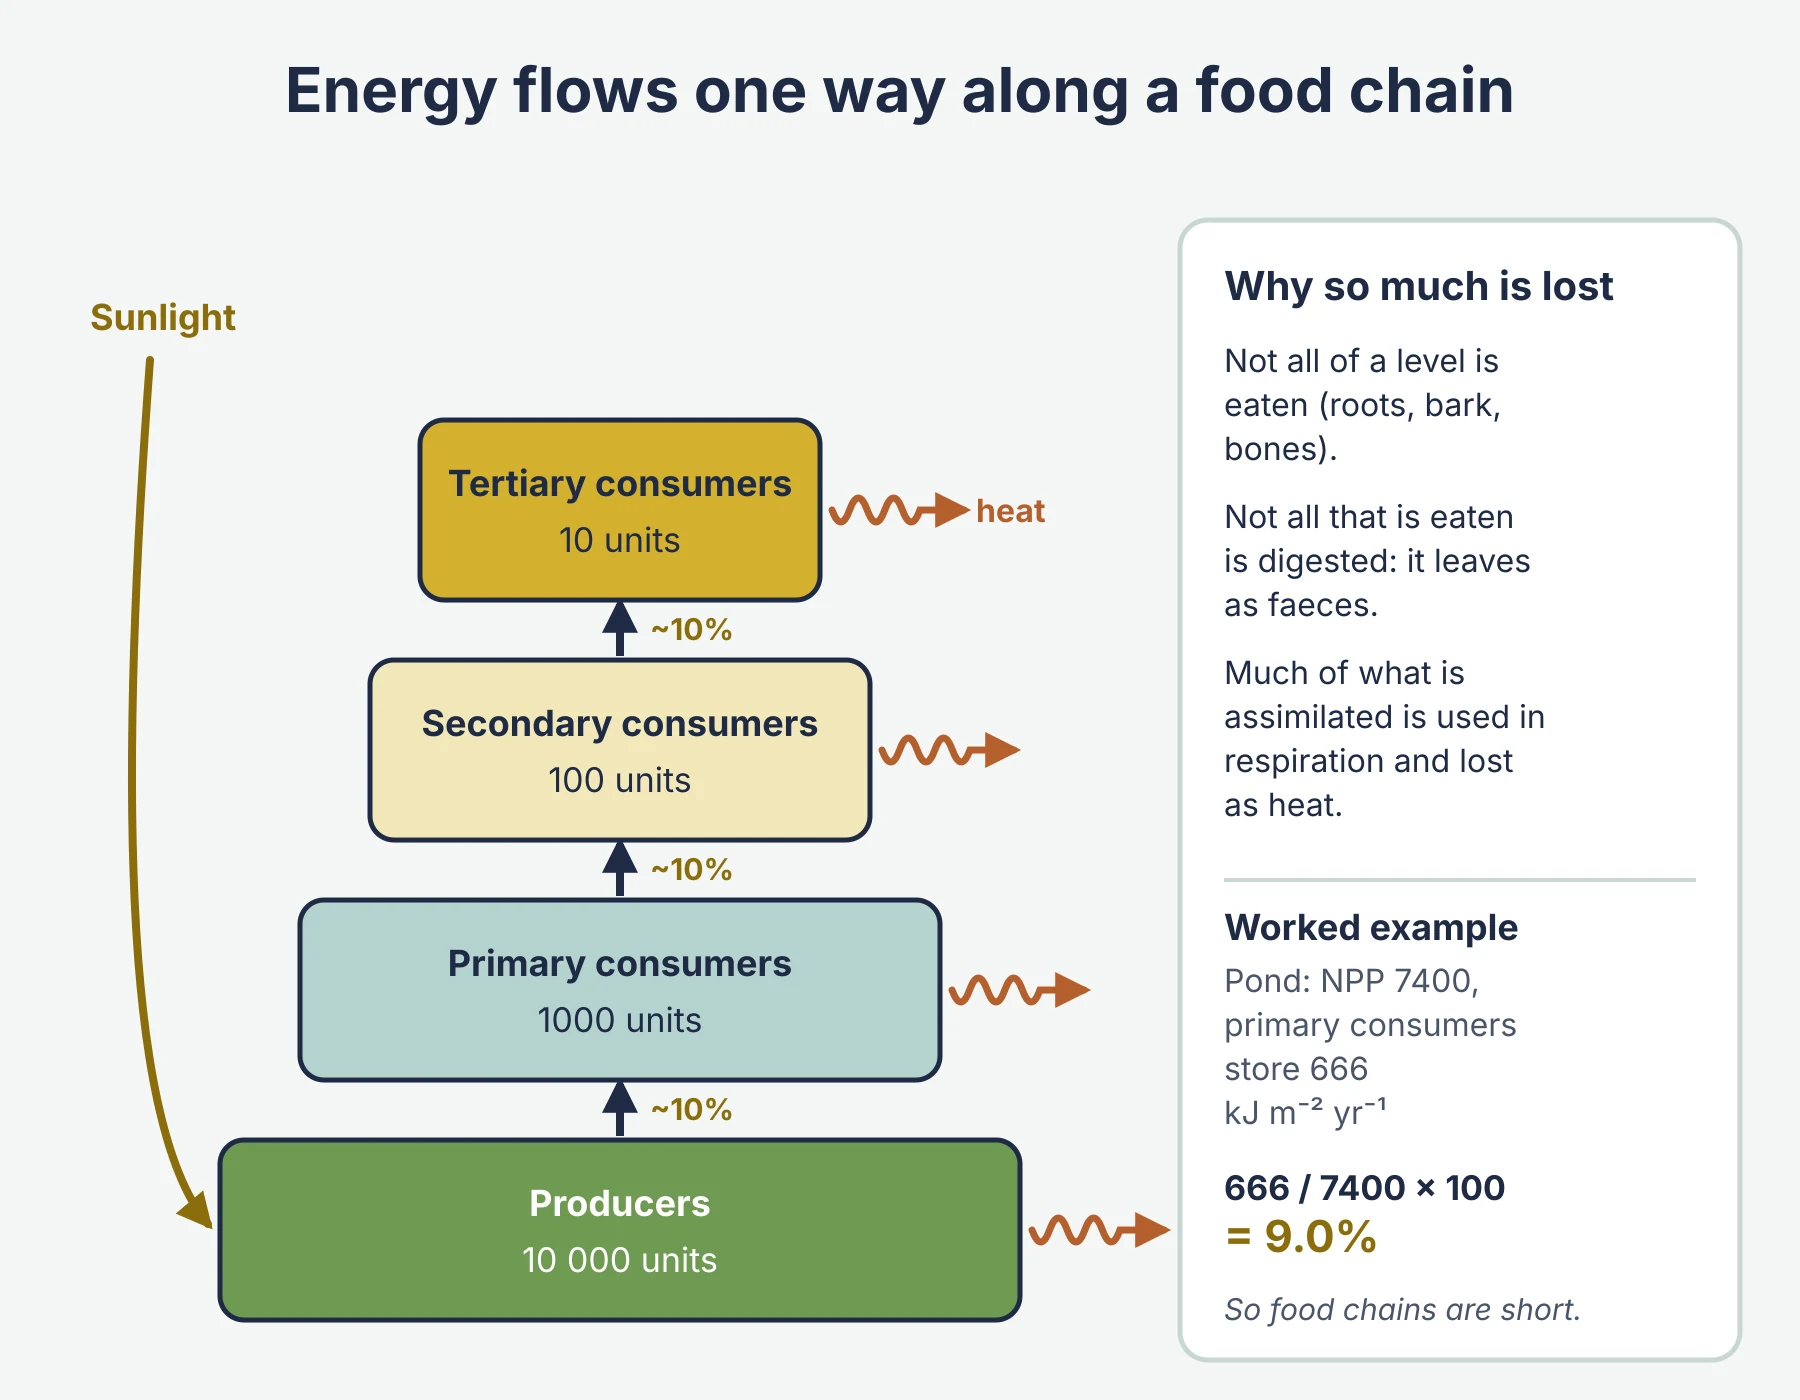 Energy flows one way along a food chain
Sunlight
Tertiary consumers
10 units
heat
~10%
Secondary consumers
100 units
~10%
Primary consumers
1000 units
~10%
Producers
10 000 units
Why so much is lost
Not all of a level is
eaten (roots, bark,
bones).
Not all that is eaten
is digested: it leaves
as faeces.
Much of what is
assimilated is used in
respiration and lost
as heat.
Worked example
Pond: NPP 7400,
primary consumers
store 666
kJ m⁻² yr⁻¹
666 / 7400 × 100
= 9.0%
So food chains are short.